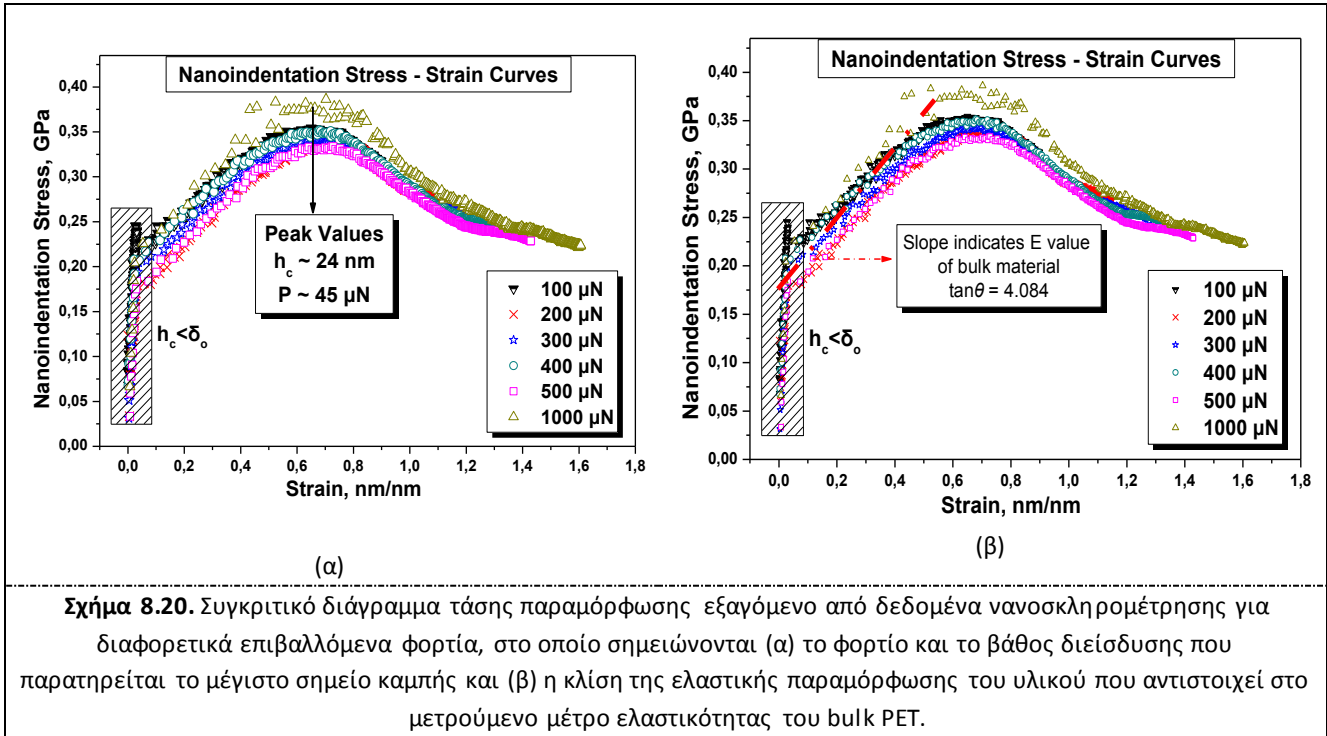 Nanoindentation Stress - Strain Curves
0,40
0,35
0,30
0,25
0,20
0,15
0,10
0,05
0,00
Nanoindentation Stress, GPa
h_c<δ_o
Peak Values
h_c ~ 24 nm
P ~ 45 µN
100 µN
200 µN
300 µN
400 µN
500 µN
1000 µN
0,0 0,2 0,4 0,6 0,8 1,0 1,2 1,4 1,6 1,8
Strain, nm/nm
(α)
Nanoindentation Stress - Strain Curves
0,40
0,35
0,30
0,25
0,20
0,15
0,10
0,05
0,00
Nanoindentation Stress, GPa
h_c<δ_o
Slope indicates E value
of bulk material
tanθ = 4.084
100 µN
200 µN
300 µN
400 µN
500 µN
1000 µN
0,0 0,2 0,4 0,6 0,8 1,0 1,2 1,4 1,6 1,8
Strain, nm/nm
(β)
Σχήμα 8.20. Συγκριτικό διάγραμμα τάσης παραμόρφωσης εξαγόμενο από δεδομένα νανοσκληρομέτρησης για
διαφορετικά επιβαλλόμενα φορτία, στο οποίο σημειώνονται (α) το φορτίο και το βάθος διείσδυσης που
παρατηρείται το μέγιστο σημείο καμπής και (β) η κλίση της ελαστικής παραμόρφωσης του υλικού που αντιστοιχεί στο
μετρούμενο μέτρο ελαστικότητας του bulk PET.